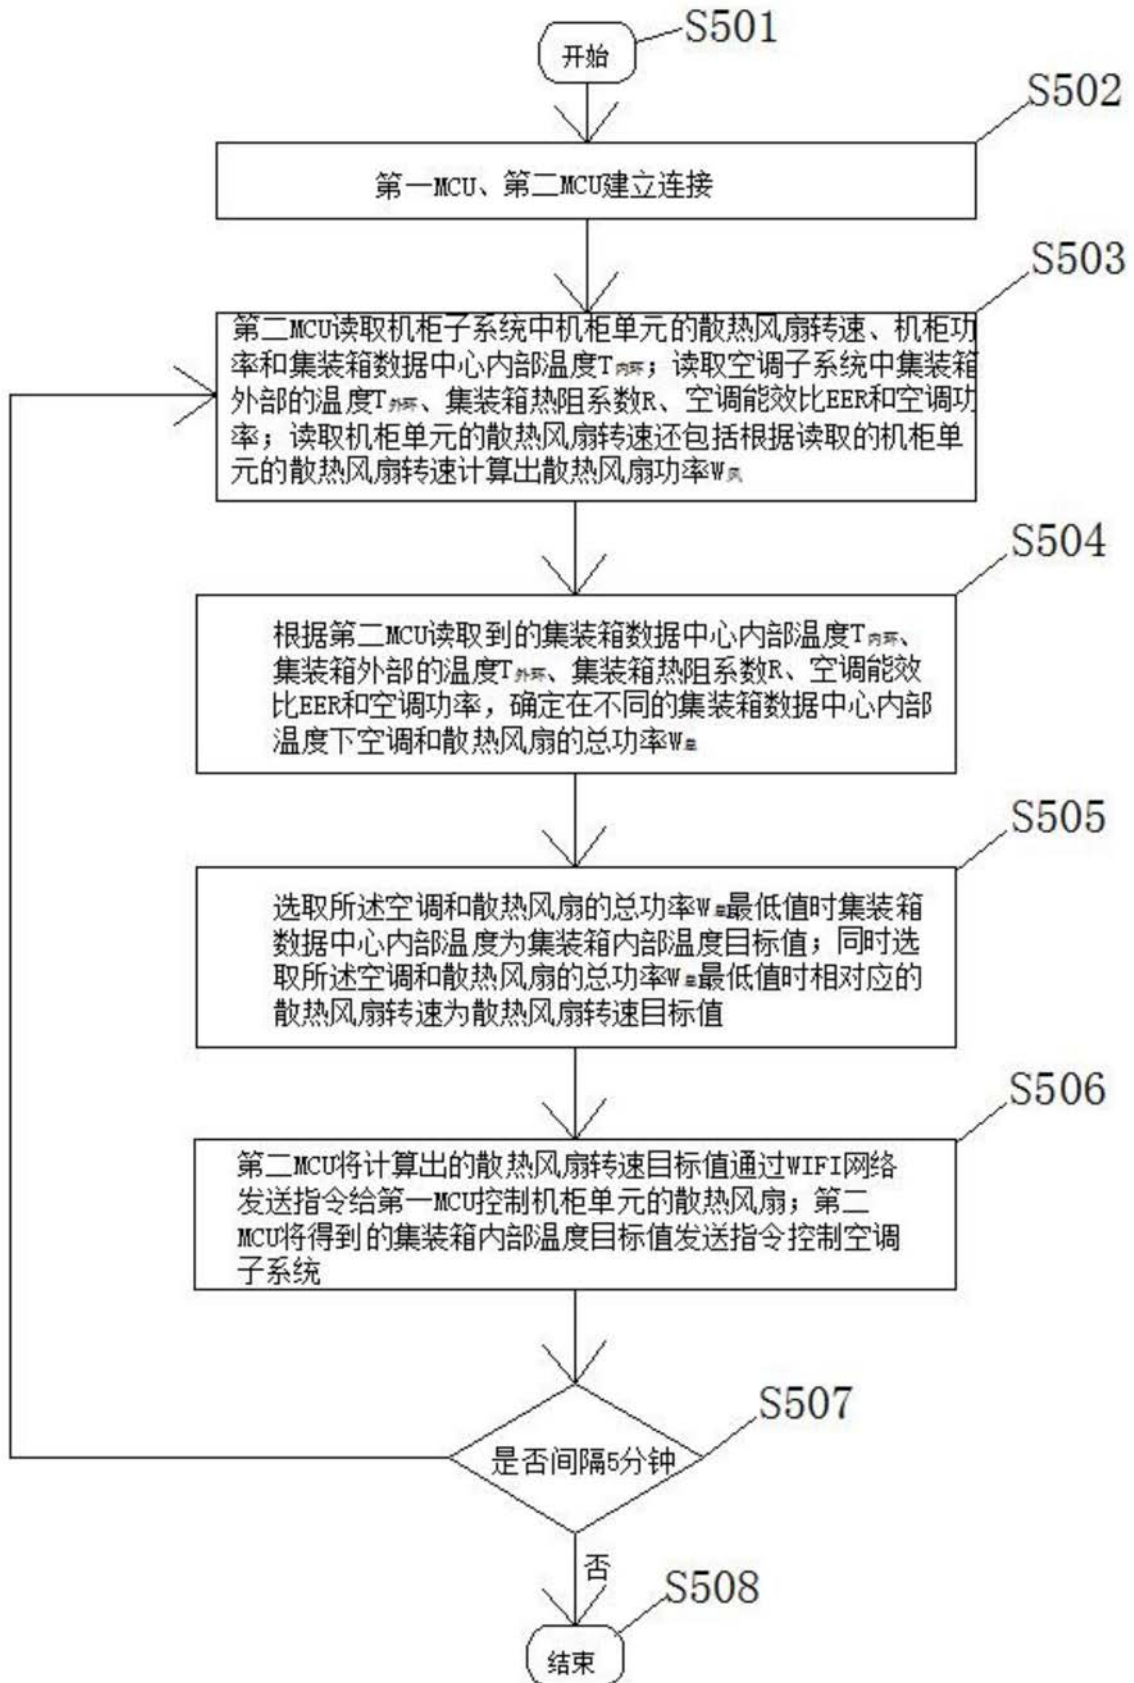 S501
开始
S502
第一MCU、第二MCU建立连接
S503
第二MCU读取机柜子系统中机柜单元的散热风扇转速、机柜功
率和集装箱数据中心内部温度T内环；读取空调子系统中集装箱
外部的温度T外环、集装箱热阻系数R、空调能效比EER和空调功
率；读取机柜单元的散热风扇转速还包括根据读取的机柜单
元的散热风扇转速计算出散热风扇功率W风
S504
根据第二MCU读取到的集装箱数据中心内部温度T内环、
集装箱外部的温度T外环、集装箱热阻系数R、空调能效
比EER和空调功率，确定在不同的集装箱数据中心内部
温度下空调和散热风扇的总功率W总
S505
选取所述空调和散热风扇的总功率W总最低值时集装箱
数据中心内部温度为集装箱内部温度目标值；同时选
取所述空调和散热风扇的总功率W总最低值时相对应的
散热风扇转速为散热风扇转速目标值
S506
第二MCU将计算出的散热风扇转速目标值通过WIFI网络
发送指令给第一MCU控制机柜单元的散热风扇；第二
MCU将得到的集装箱内部温度目标值发送指令控制空调
子系统
S507
是否间隔5分钟
否
S508
结束